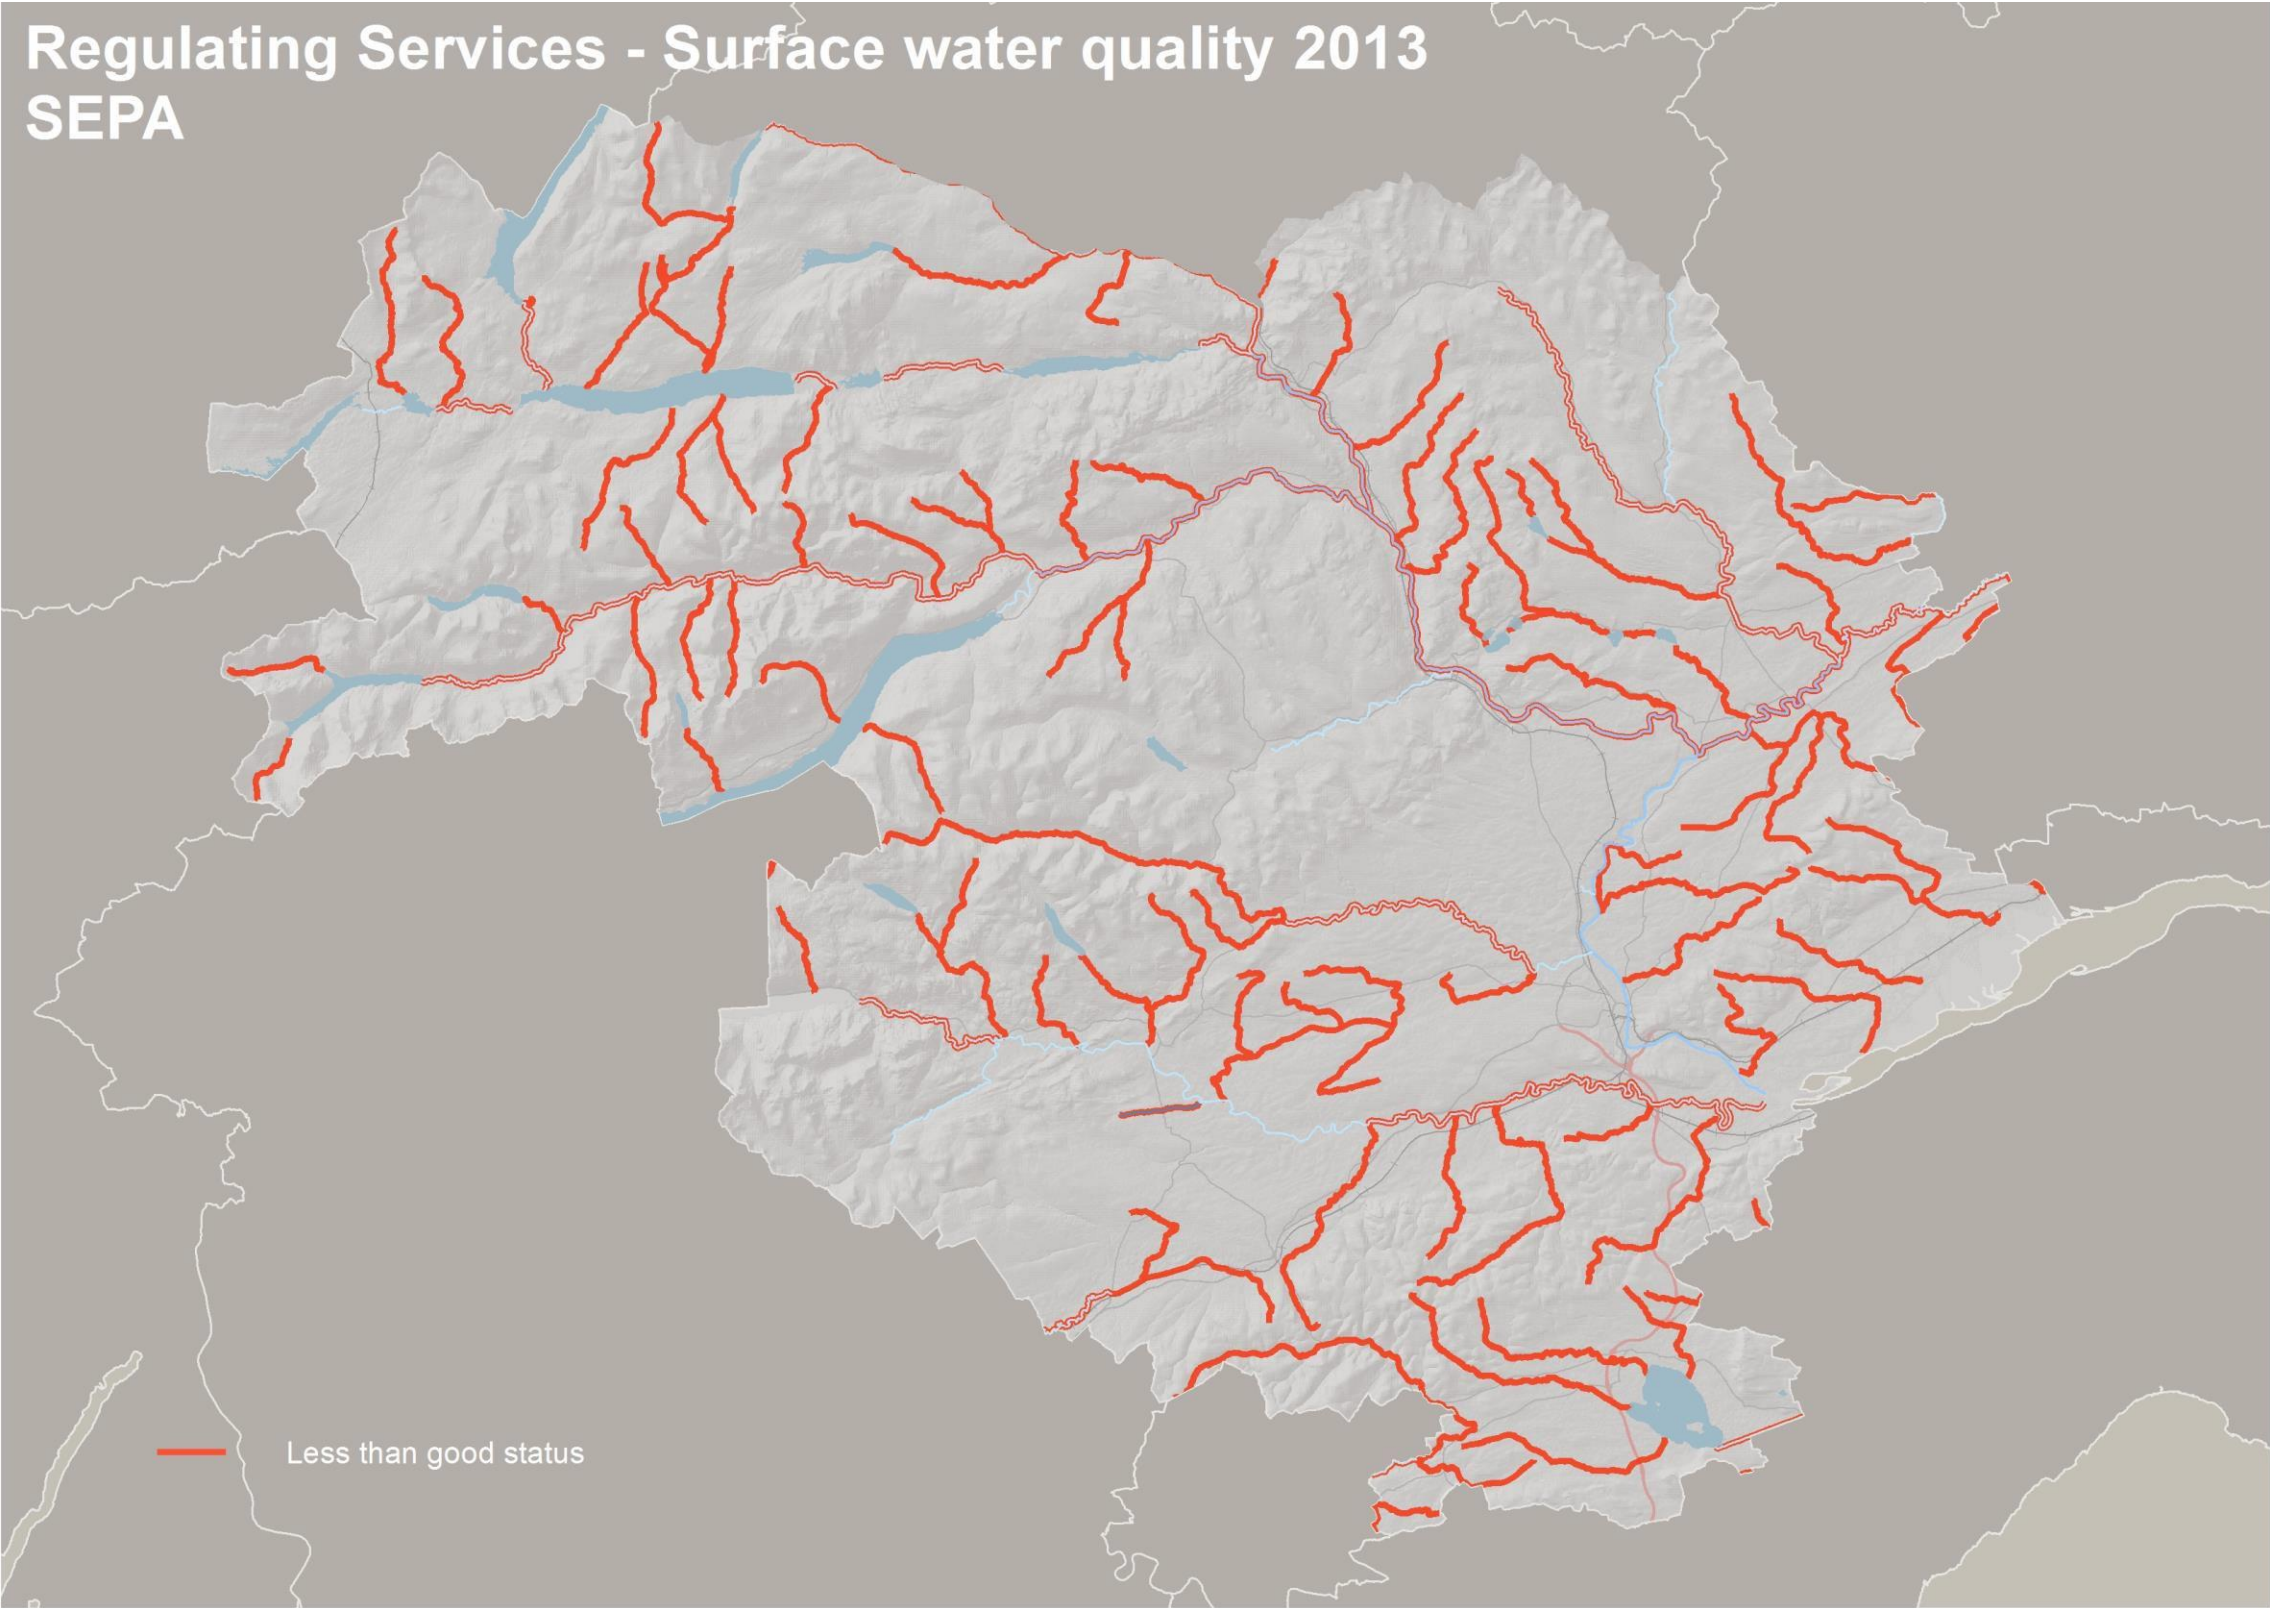 Regulating Services - Surface water quality 2013
SEPA
Less than good status